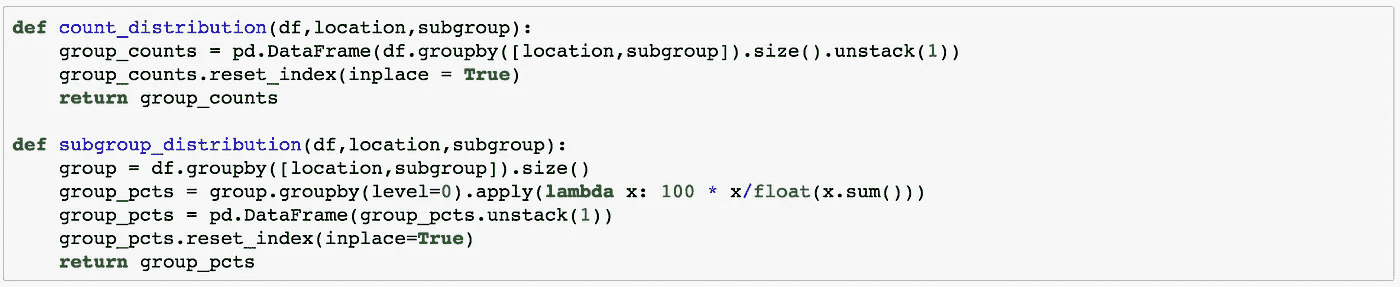 def count_distribution(df,location,subgroup):
    group_counts = pd.DataFrame(df.groupby([location,subgroup]).size().unstack(1))
    group_counts.reset_index(inplace = True)
    return group_counts

def subgroup_distribution(df,location,subgroup):
    group = df.groupby([location,subgroup]).size()
    group_pcts = group.groupby(level=0).apply(lambda x: 100 * x/float(x.sum()))
    group_pcts = pd.DataFrame(group_pcts.unstack(1))
    group_pcts.reset_index(inplace=True)
    return group_pcts